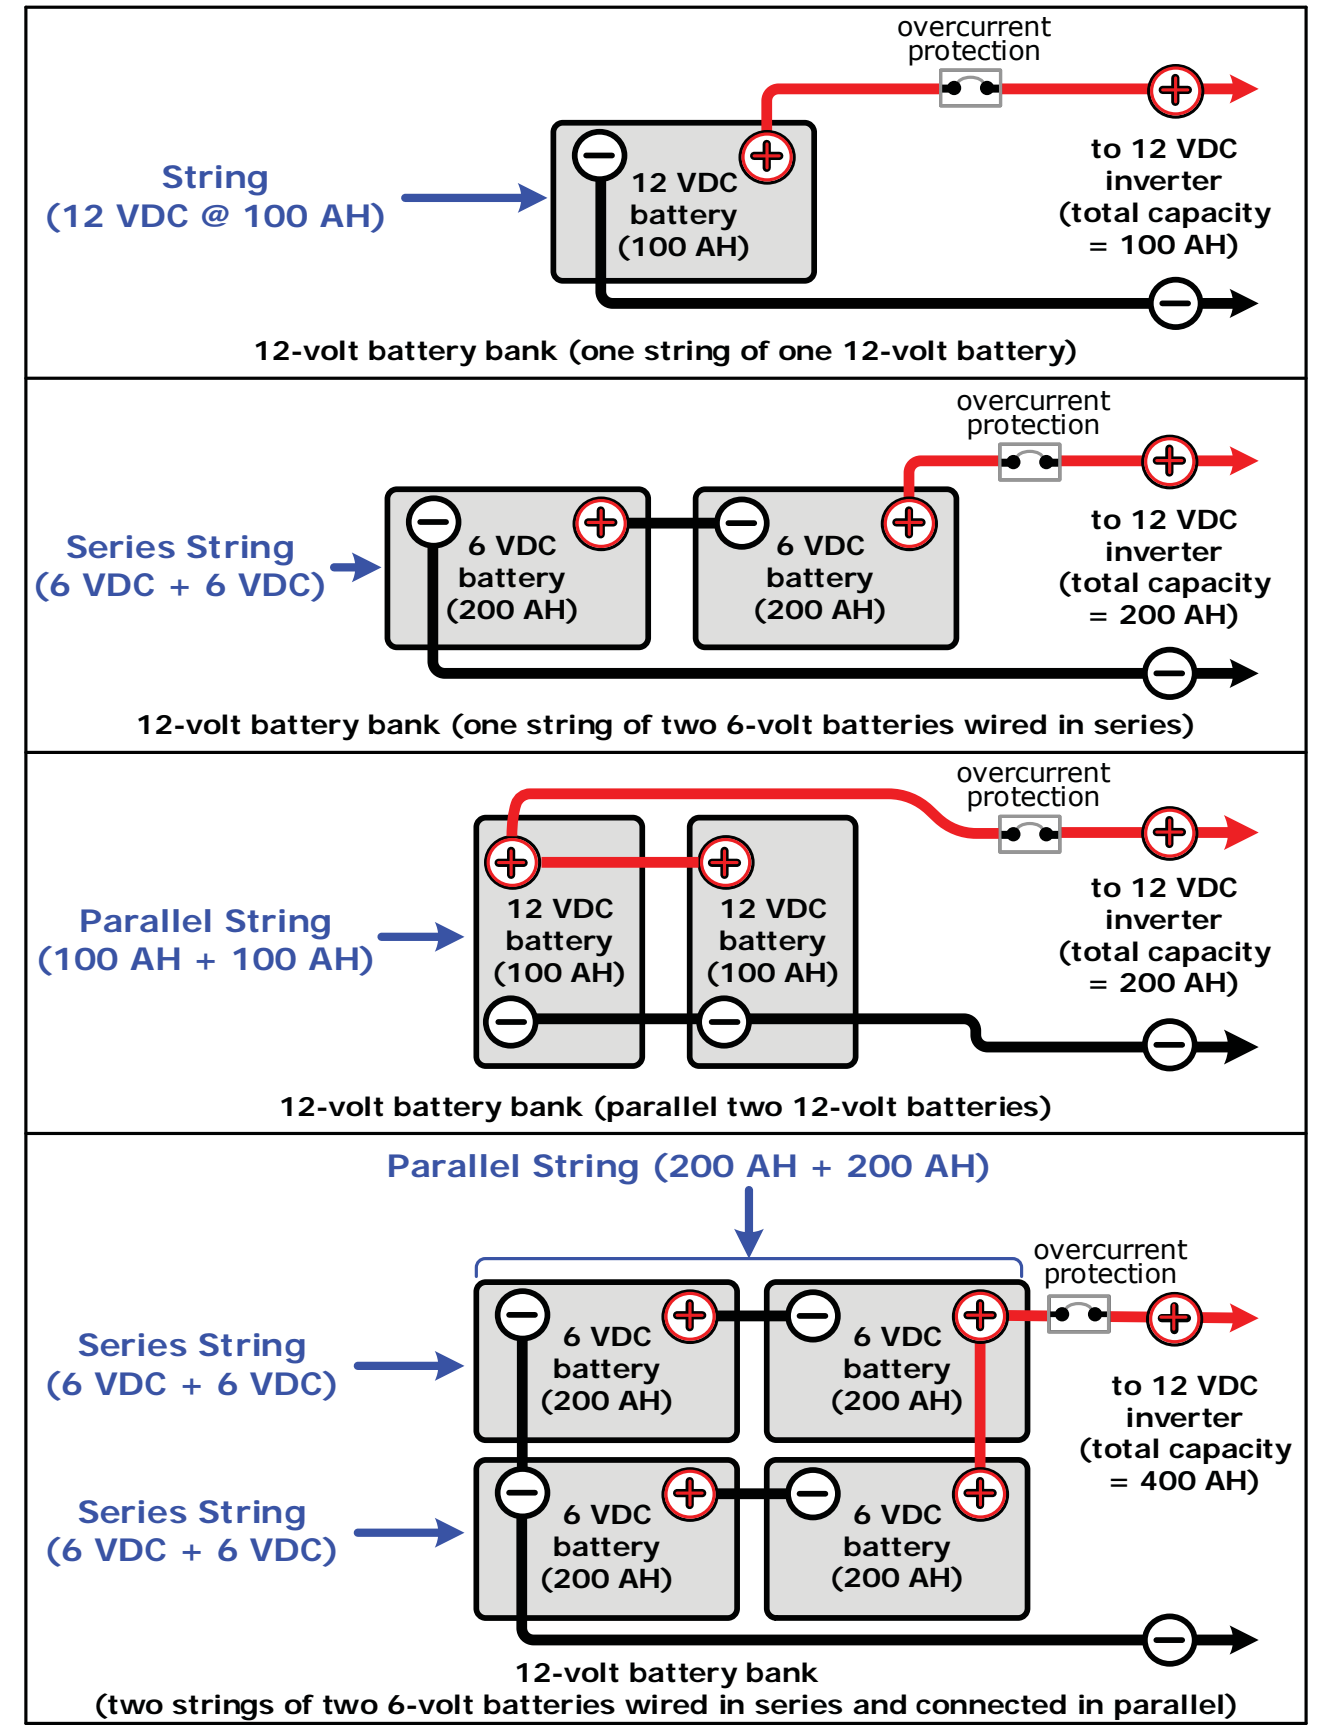 overcurrent
protection
String
(12 VDC @ 100 AH)
12 VDC
battery
(100 AH)
to 12 VDC
inverter
(total capacity
= 100 AH)
12-volt battery bank (one string of one 12-volt battery)
overcurrent
protection
Series String
(6 VDC + 6 VDC)
6 VDC
battery
(200 AH)
6 VDC
battery
(200 AH)
to 12 VDC
inverter
(total capacity
= 200 AH)
12-volt battery bank (one string of two 6-volt batteries wired in series)
overcurrent
protection
Parallel String
(100 AH + 100 AH)
12 VDC
battery
(100 AH)
12 VDC
battery
(100 AH)
to 12 VDC
inverter
(total capacity
= 200 AH)
12-volt battery bank (parallel two 12-volt batteries)
Parallel String (200 AH + 200 AH)
overcurrent
protection
Series String
(6 VDC + 6 VDC)
6 VDC
battery
(200 AH)
6 VDC
battery
(200 AH)
to 12 VDC
inverter
(total capacity
= 400 AH)
Series String
(6 VDC + 6 VDC)
6 VDC
battery
(200 AH)
6 VDC
battery
(200 AH)
12-volt battery bank
(two strings of two 6-volt batteries wired in series and connected in parallel)